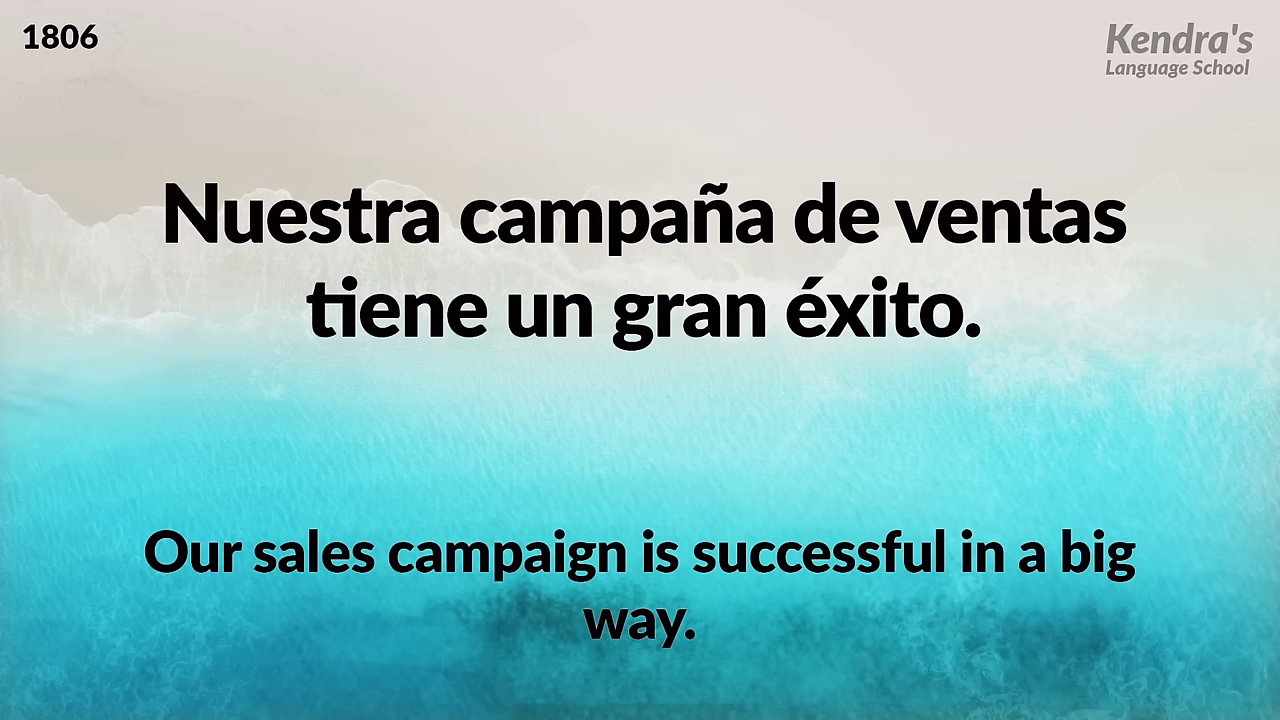 1806
Kendra's
Language School
Nuestra campaña de ventas
tiene un gran éxito.
Our sales campaign is successful in a big
way.